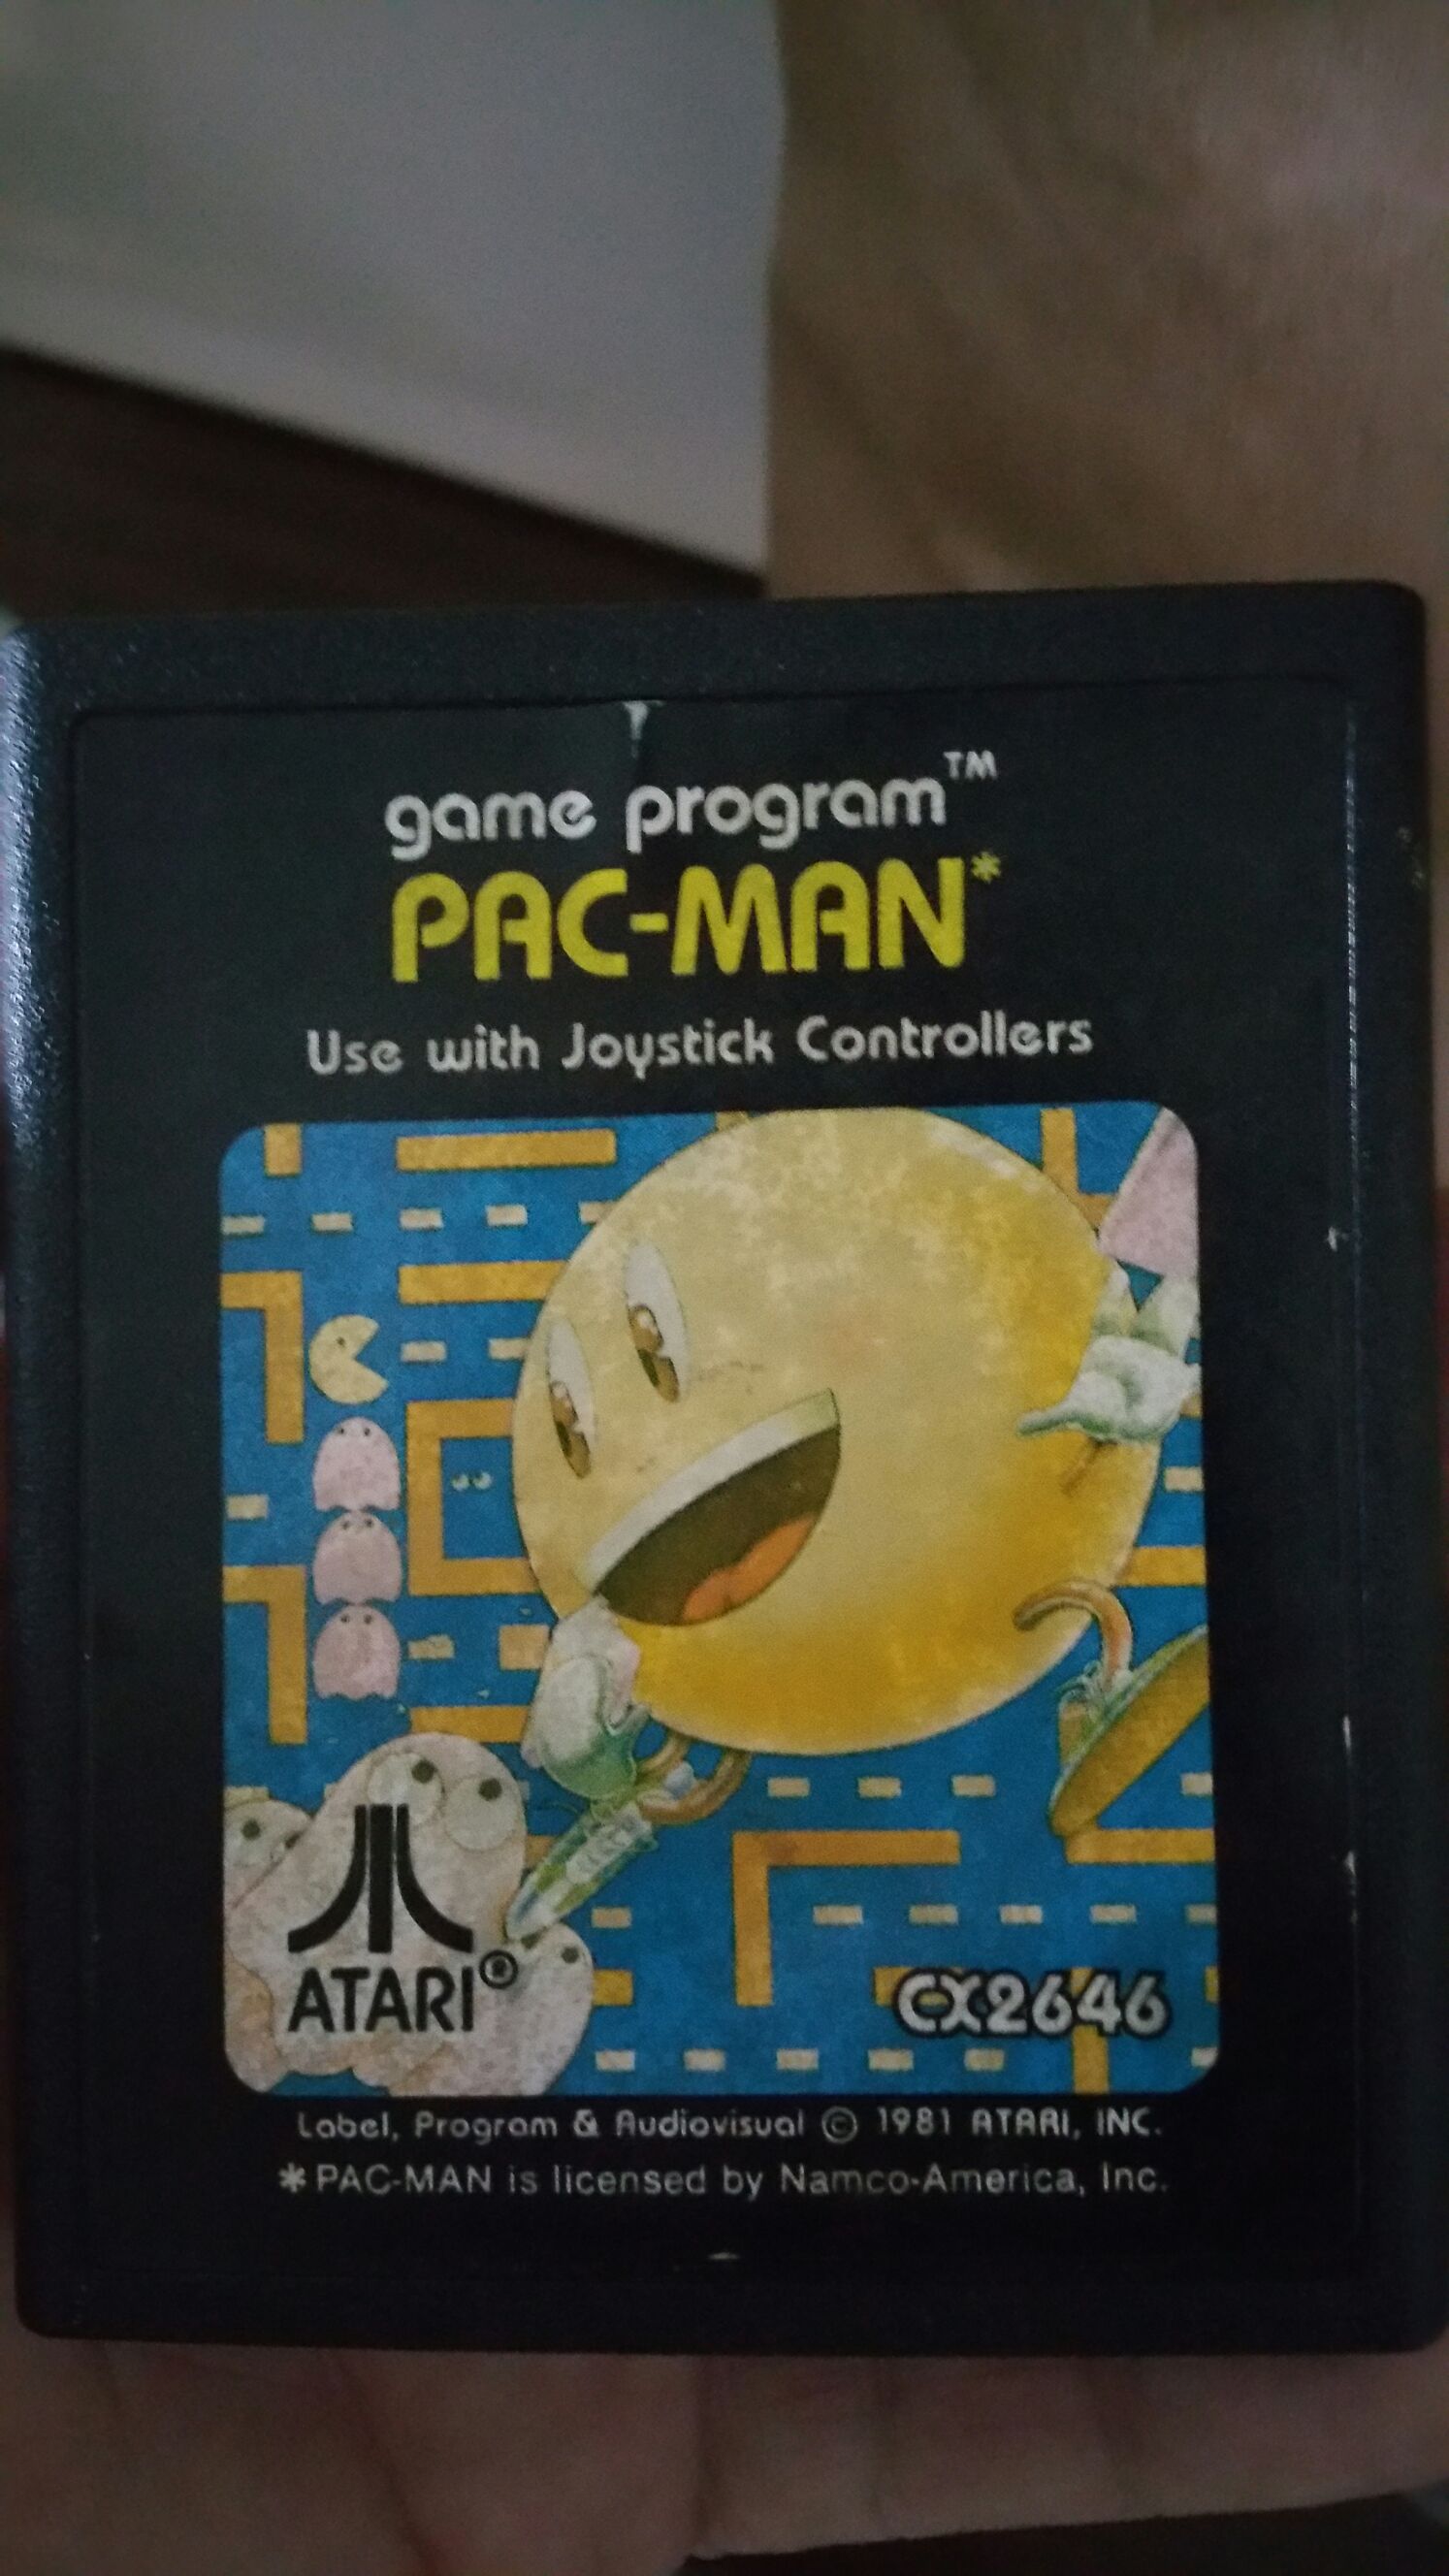 game program™
PAC-MAN*
Use with Joystick Controllers
ATARI®
CX2646
Label, Program & Audiovisual © 1981 ATARI, INC.
* PAC-MAN is licensed by Namco-America, Inc.